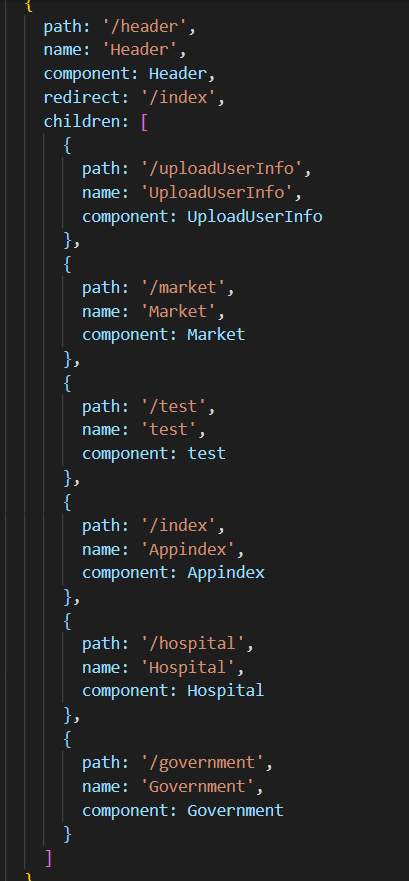 {
path: '/header',
name: 'Header',
component: Header,
redirect: '/index',
children: [
{
path: '/uploadUserInfo',
name: 'UploadUserInfo',
component: UploadUserInfo
},
{
path: '/market',
name: 'Market',
component: Market
},
{
path: '/test',
name: 'test',
component: test
},
{
path: '/index',
name: 'Appindex',
component: Appindex
},
{
path: '/hospital',
name: 'Hospital',
component: Hospital
},
{
path: '/government',
name: 'Government',
component: Government
}
]
}